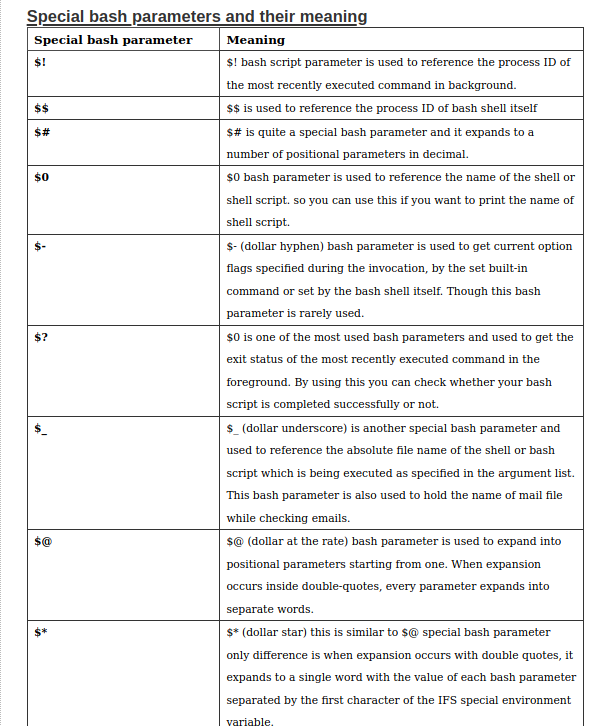 Special bash parameters and their meaning
Special bash parameter Meaning
$! $! bash script parameter is used to reference the process ID of
the most recently executed command in background.
$$ $$ is used to reference the process ID of bash shell itself
$# $# is quite a special bash parameter and it expands to a
number of positional parameters in decimal.
$0 $0 bash parameter is used to reference the name of the shell or
shell script. so you can use this if you want to print the name of
shell script.
$- $- (dollar hyphen) bash parameter is used to get current option
flags specified during the invocation, by the set built-in
command or set by the bash shell itself. Though this bash
parameter is rarely used.
$? $0 is one of the most used bash parameters and used to get the
exit status of the most recently executed command in the
foreground. By using this you can check whether your bash
script is completed successfully or not.
$_ $_ (dollar underscore) is another special bash parameter and
used to reference the absolute file name of the shell or bash
script which is being executed as specified in the argument list.
This bash parameter is also used to hold the name of mail file
while checking emails.
$@ $@ (dollar at the rate) bash parameter is used to expand into
positional parameters starting from one. When expansion
occurs inside double-quotes, every parameter expands into
separate words.
$* $* (dollar star) this is similar to $@ special bash parameter
only difference is when expansion occurs with double quotes, it
expands to a single word with the value of each bash parameter
separated by the first character of the IFS special environment
variable.